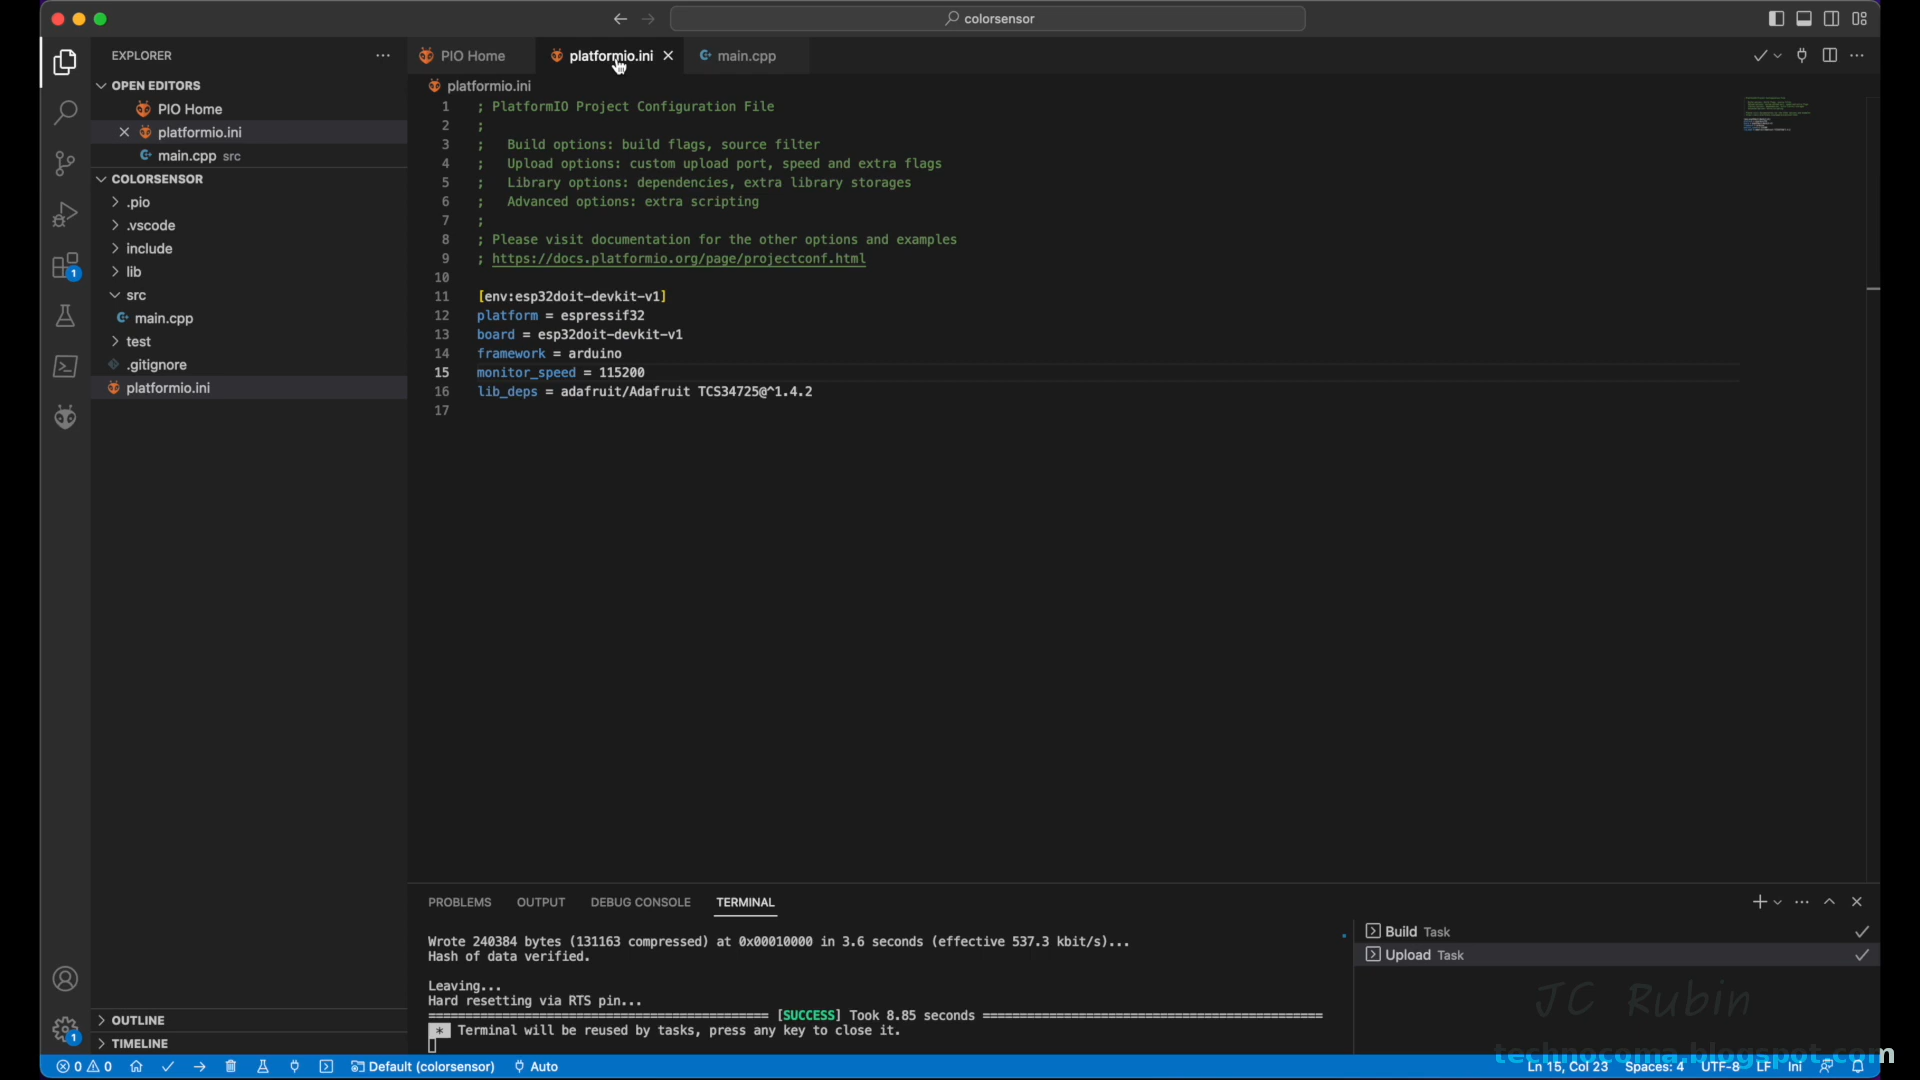 colorsensor
EXPLORER
OPEN EDITORS
PIO Home
platformio.ini
main.cpp src
COLORSENSOR
.pio
.vscode
include
lib
src
main.cpp
test
.gitignore
platformio.ini
OUTLINE
TIMELINE
PIO Home platformio.ini main.cpp
platformio.ini
1 ; PlatformIO Project Configuration File
2 ;
3 ;   Build options: build flags, source filter
4 ;   Upload options: custom upload port, speed and extra flags
5 ;   Library options: dependencies, extra library storages
6 ;   Advanced options: extra scripting
7 ;
8 ; Please visit documentation for the other options and examples
9 ; https://docs.platformio.org/page/projectconf.html
10
11 [env:esp32doit-devkit-v1]
12 platform = espressif32
13 board = esp32doit-devkit-v1
14 framework = arduino
15 monitor_speed = 115200
16 lib_deps = adafruit/Adafruit TCS34725@^1.4.2
17
PROBLEMS OUTPUT DEBUG CONSOLE TERMINAL
Wrote 240384 bytes (131163 compressed) at 0x00010000 in 3.6 seconds (effective 537.3 kbit/s)...
Hash of data verified.
Leaving...
Hard resetting via RTS pin...
============================================ [SUCCESS] Took 8.85 seconds ============================================
* Terminal will be reused by tasks, press any key to close it.
Build Task
Upload Task
JC Rubin
technocoma.blogspot.com
1
1
0 0 Default (colorsensor) Auto Ln 15, Col 23 Spaces: 4 UTF-8 LF Ini